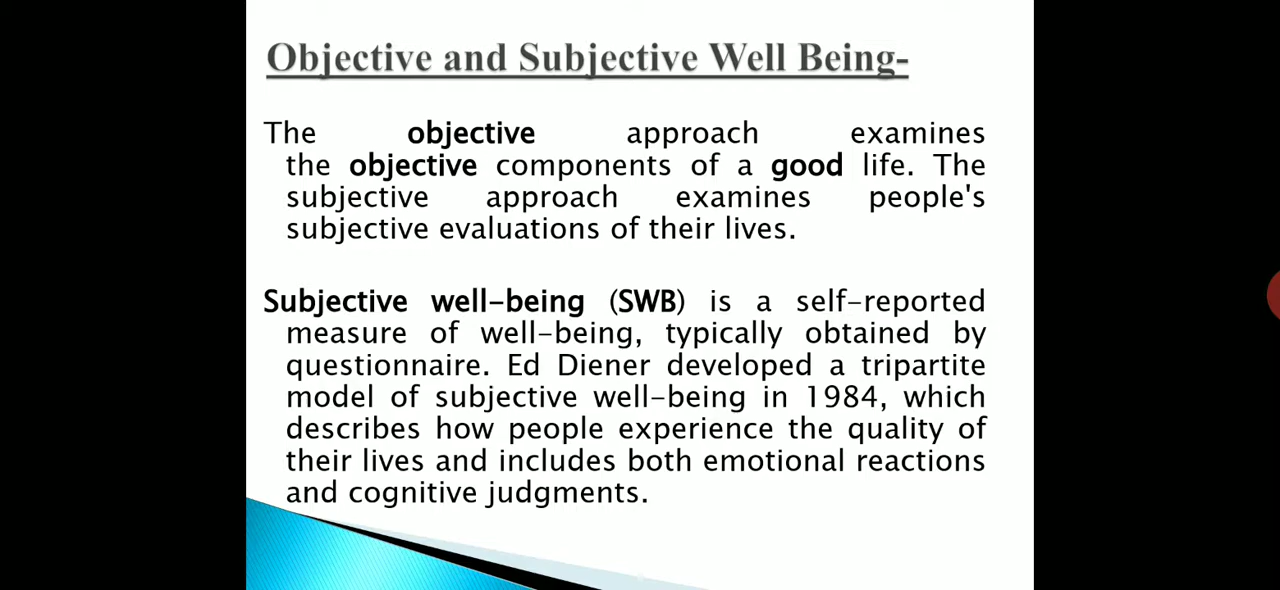 Objective and Subjective Well Being-
The objective approach examines
the objective components of a good life. The
subjective approach examines people's
subjective evaluations of their lives.
Subjective well-being (SWB) is a self-reported
measure of well-being, typically obtained by
questionnaire. Ed Diener developed a tripartite
model of subjective well-being in 1984, which
describes how people experience the quality of
their lives and includes both emotional reactions
and cognitive judgments.